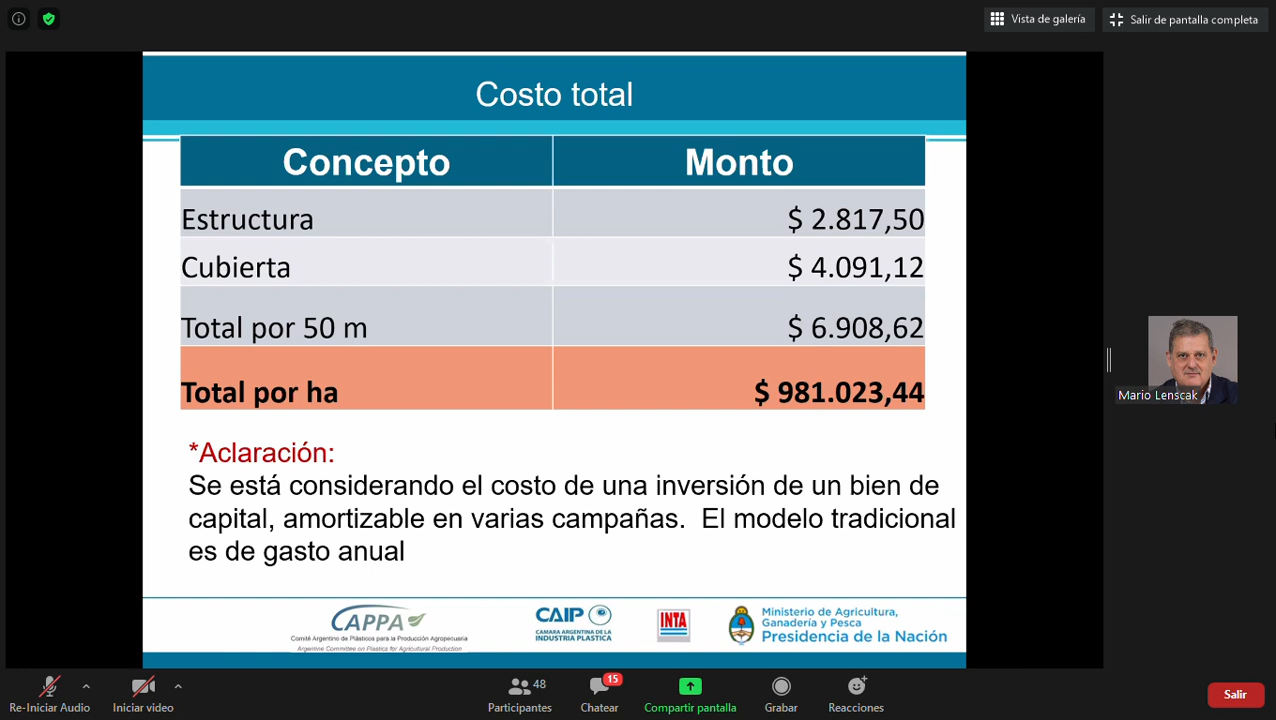 Vista de galería
Salir de pantalla completa
Costo total
Concepto Monto
Estructura $ 2.817,50
Cubierta $ 4.091,12
Total por 50 m $ 6.908,62
Total por ha $ 981.023,44
*Aclaración:
Se está considerando el costo de una inversión de un bien de
capital, amortizable en varias campañas. El modelo tradicional
es de gasto anual
Mario Lenscak
CAPPA
Comité Argentino de Plásticos para la Producción Agropecuaria
Argentine Committee on Plastics for Agricultural Production
CAIP
CAMARA ARGENTINA DE LA
INDUSTRIA PLASTICA
INTA
Ministerio de Agricultura,
Ganadería y Pesca
Presidencia de la Nación
Re-Iniciar Audio
Iniciar video
48
Participantes
15
Chatear
Compartir pantalla
Grabar
Reacciones
Salir